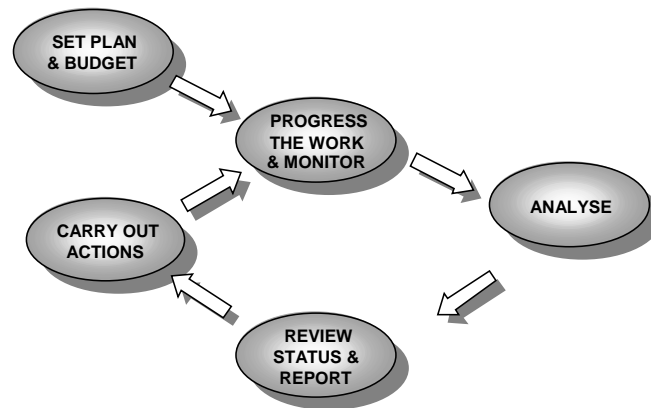 SET PLAN
& BUDGET
PROGRESS
THE WORK
& MONITOR
ANALYSE
CARRY OUT
ACTIONS
REVIEW
STATUS &
REPORT